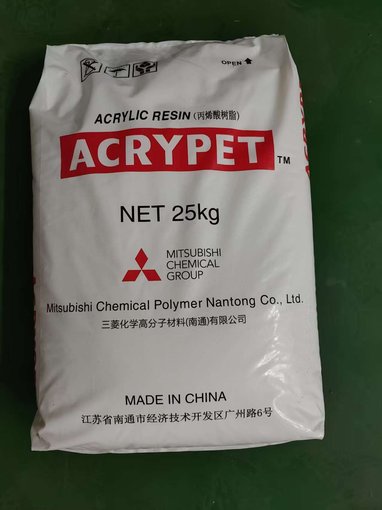 OPEN
ACRYLIC RESIN (丙烯酸树脂)
ACRYPET TM
NET 25kg
MITSUBISHI
CHEMICAL
GROUP
Mitsubishi Chemical Polymer Nantong Co., Ltd.
三菱化学高分子材料(南通)有限公司
MADE IN CHINA
江苏省南通市经济技术开发区广州路6号